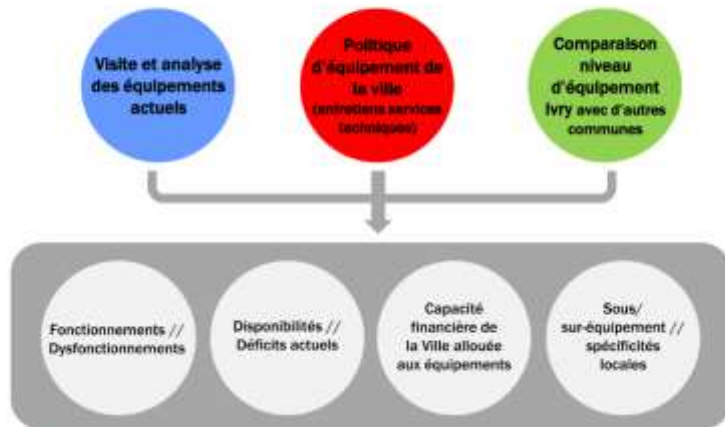 Visite et analyse
des équipements
actuels
Politique
d'équipement de
la ville
(entretiens services
techniques)
Comparaison
niveau
d'équipement
Ivry avec d'autres
communes
Fonctionnements //
Dysfonctionnements
Disponibilités //
Déficits actuels
Capacité
financière de
la Ville allouée
aux équipements
Sous/
sur-équipement //
spécificités
locales